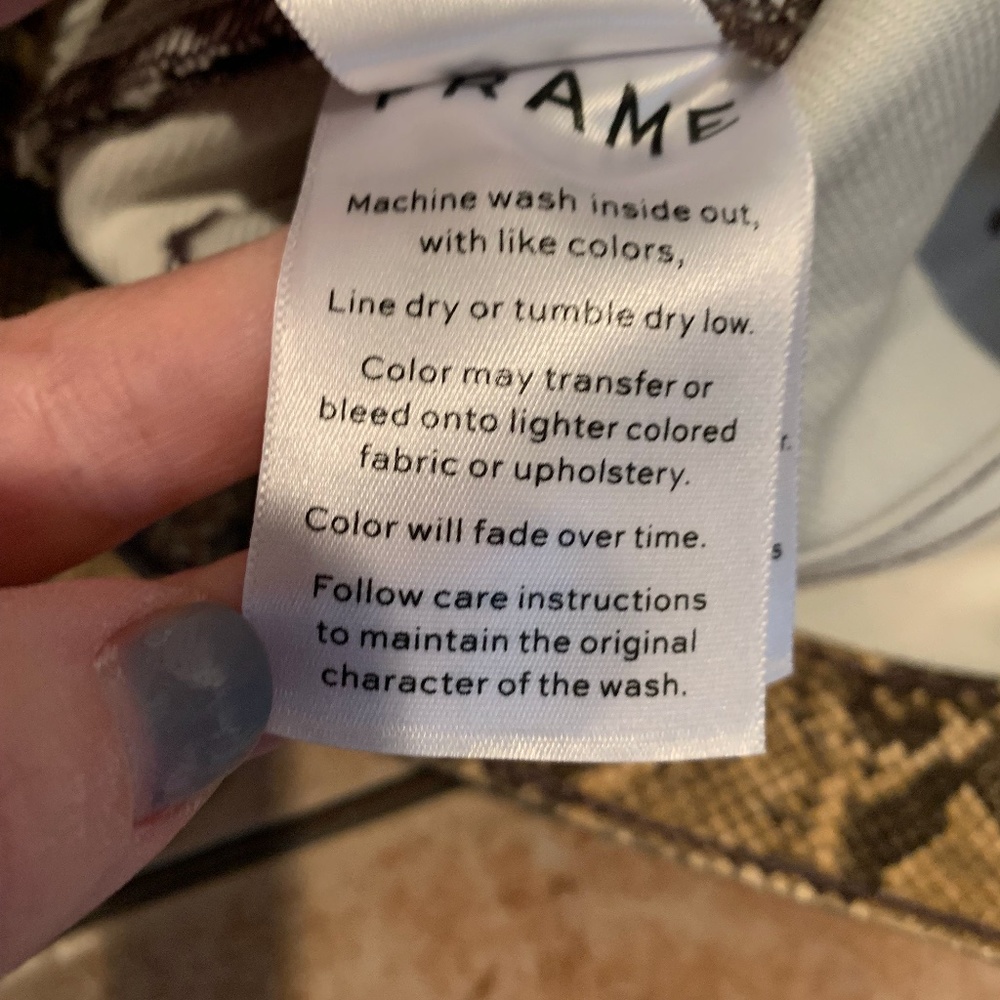 FRAME
Machine wash inside out,
with like colors,
Line dry or tumble dry low.
Color may transfer or
bleed onto lighter colored
fabric or upholstery.
Color will fade over time.
Follow care instructions
to maintain the original
character of the wash.
r.
s